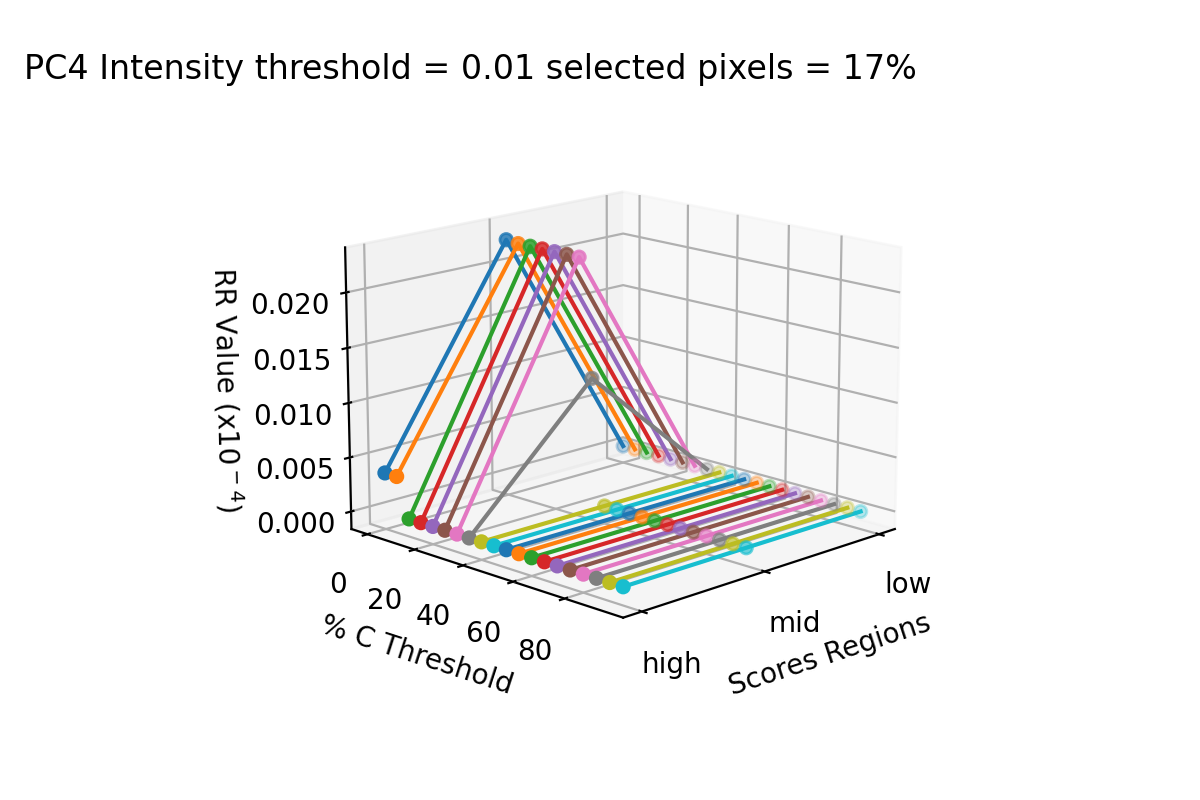 PC4 Intensity threshold = 0.01 selected pixels = 17%
RR Value (x10⁻⁴)
0.020
0.015
0.010
0.005
0.000
0
20
40
60
80
% C Threshold
high
mid
low
Scores Regions